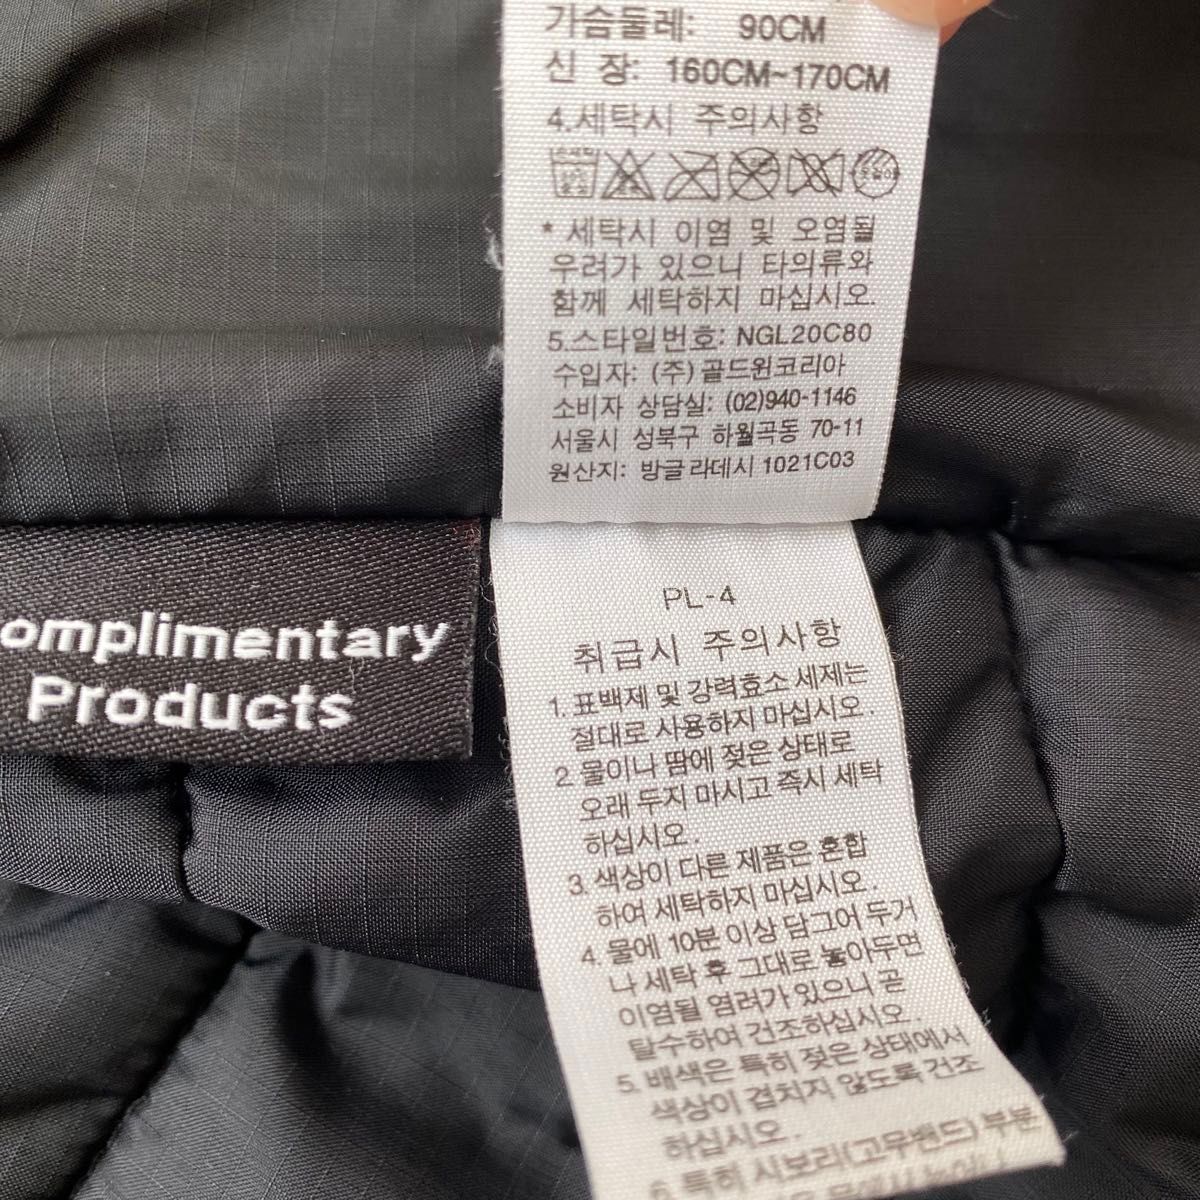 가슴둘레: 90CM
신 장: 160CM~170CM
4.세탁시 주의사항
* 세탁시 이염 및 오염될
우려가 있으니 타의류와
함께 세탁하지 마십시오.
5.스타일번호: NGL20C80
수입자: (주)골드윈코리아
소비자 상담실: (02)940-1146
서울시 성북구 하월곡동 70-11
원산지: 방글라데시 1021C03
omplimentary
Products
PL-4
취급시 주의사항
1. 표백제 및 강력효소 세제는
절대로 사용하지 마십시오.
2. 물이나 땀에 젖은 상태로
오래 두지 마시고 즉시 세탁
하십시오.
3. 색상이 다른 제품은 혼합
하여 세탁하지 마십시오.
4. 물에 10분 이상 담그어 두거
나 세탁 후 그대로 놓아두면
이염될 염려가 있으니 곧
탈수하여 건조하십시오.
5. 배색은 특히 젖은 상태에서
색상이 겹치지 않도록 건조
하십시오.
6. 특히 시보리(고무밴드) 부분